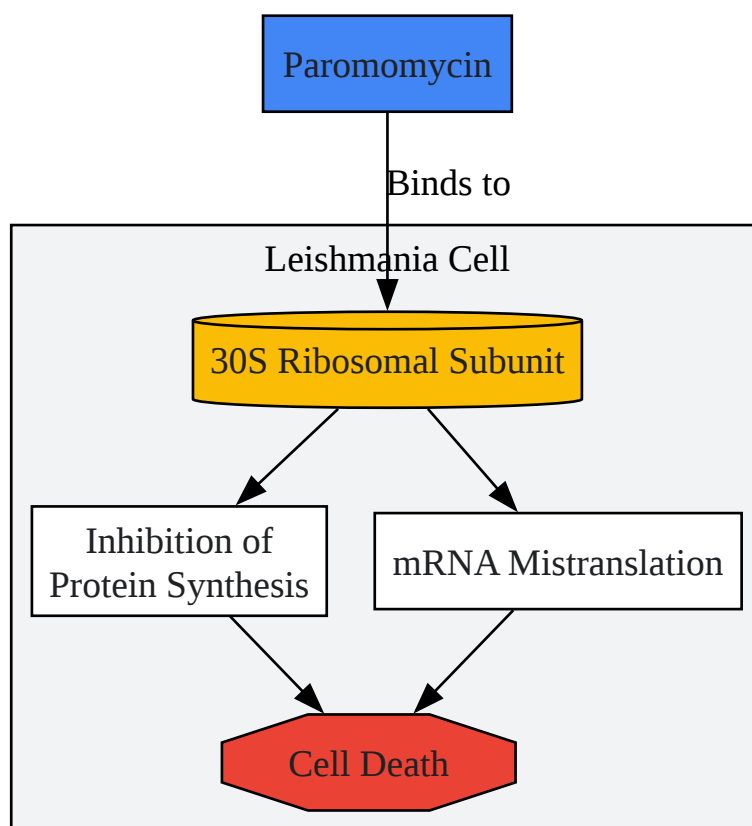 Paromomycin
Binds to
Leishmania Cell
30S Ribosomal Subunit
Inhibition of
Protein Synthesis
mRNA Mistranslation
Cell Death